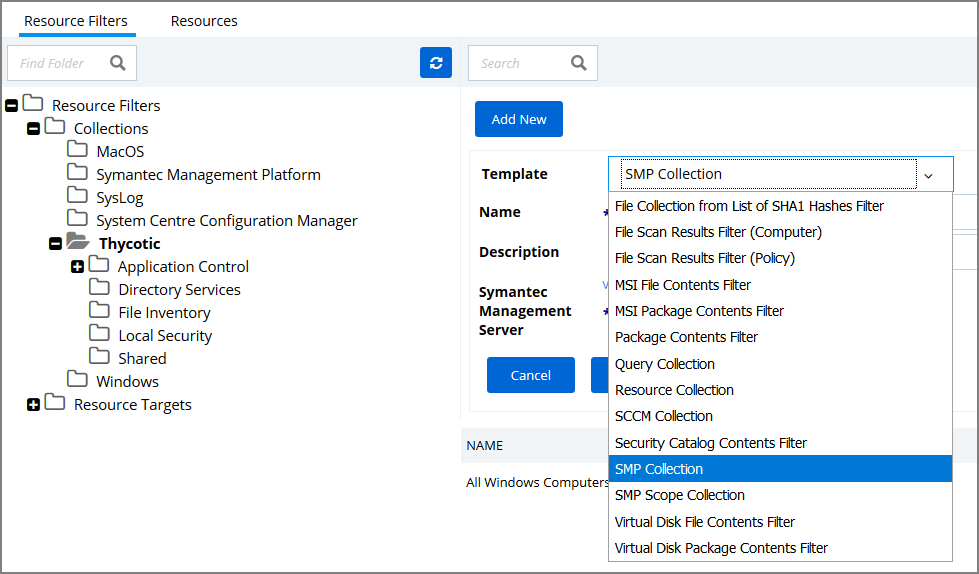 Resource Filters
Resources
Find Folder
Search
Resource Filters
Collections
MacOS
Symantec Management Platform
SysLog
System Centre Configuration Manager
Thycotic
Application Control
Directory Services
File Inventory
Local Security
Shared
Windows
Resource Targets
Add New
Template
SMP Collection
Name *
Description
Symantec
Management
Server *
Cancel
File Collection from List of SHA1 Hashes Filter
File Scan Results Filter (Computer)
File Scan Results Filter (Policy)
MSI File Contents Filter
MSI Package Contents Filter
Package Contents Filter
Query Collection
Resource Collection
SCCM Collection
Security Catalog Contents Filter
SMP Collection
SMP Scope Collection
Virtual Disk File Contents Filter
Virtual Disk Package Contents Filter
NAME
All Windows Computers